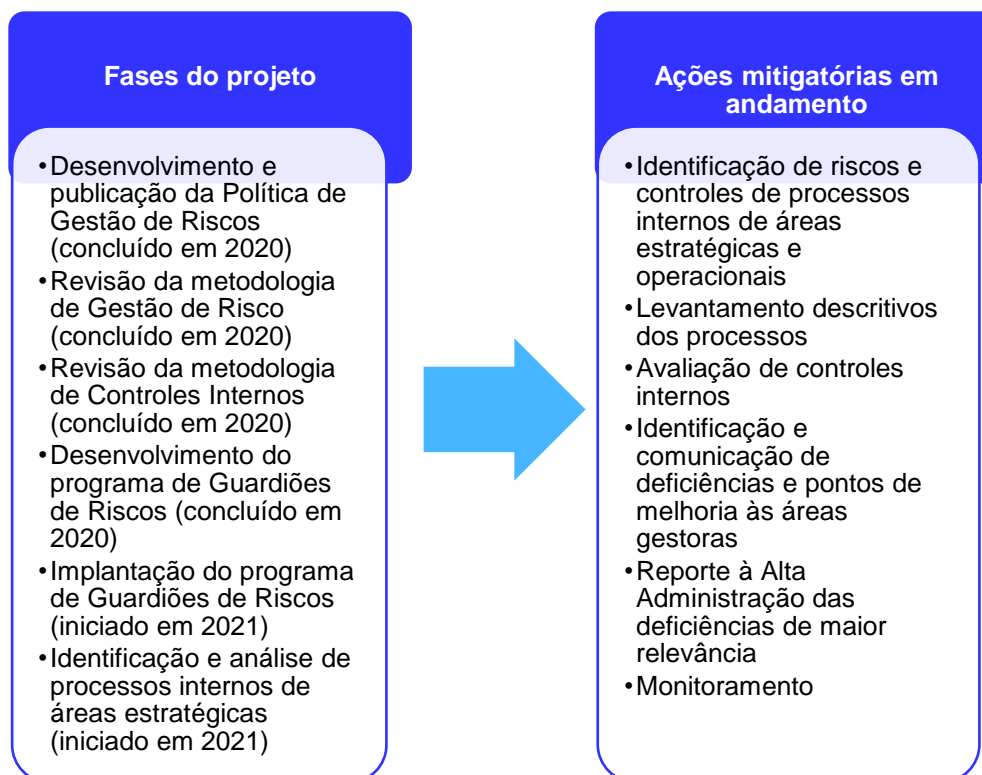 Fases do projeto
•Desenvolvimento e
publicação da Política de
Gestão de Riscos
(concluído em 2020)
•Revisão da metodologia
de Gestão de Risco
(concluído em 2020)
•Revisão da metodologia
de Controles Internos
(concluído em 2020)
•Desenvolvimento do
programa de Guardiões
de Riscos (concluído em
2020)
•Implantação do programa
de Guardiões de Riscos
(iniciado em 2021)
•Identificação e análise de
processos internos de
áreas estratégicas
(iniciado em 2021)
Ações mitigatórias em
andamento
•Identificação de riscos e
controles de processos
internos de áreas
estratégicas e
operacionais
•Levantamento descritivos
dos processos
•Avaliação de controles
internos
•Identificação e
comunicação de
deficiências e pontos de
melhoria às áreas
gestoras
•Reporte à Alta
Administração das
deficiências de maior
relevância
•Monitoramento